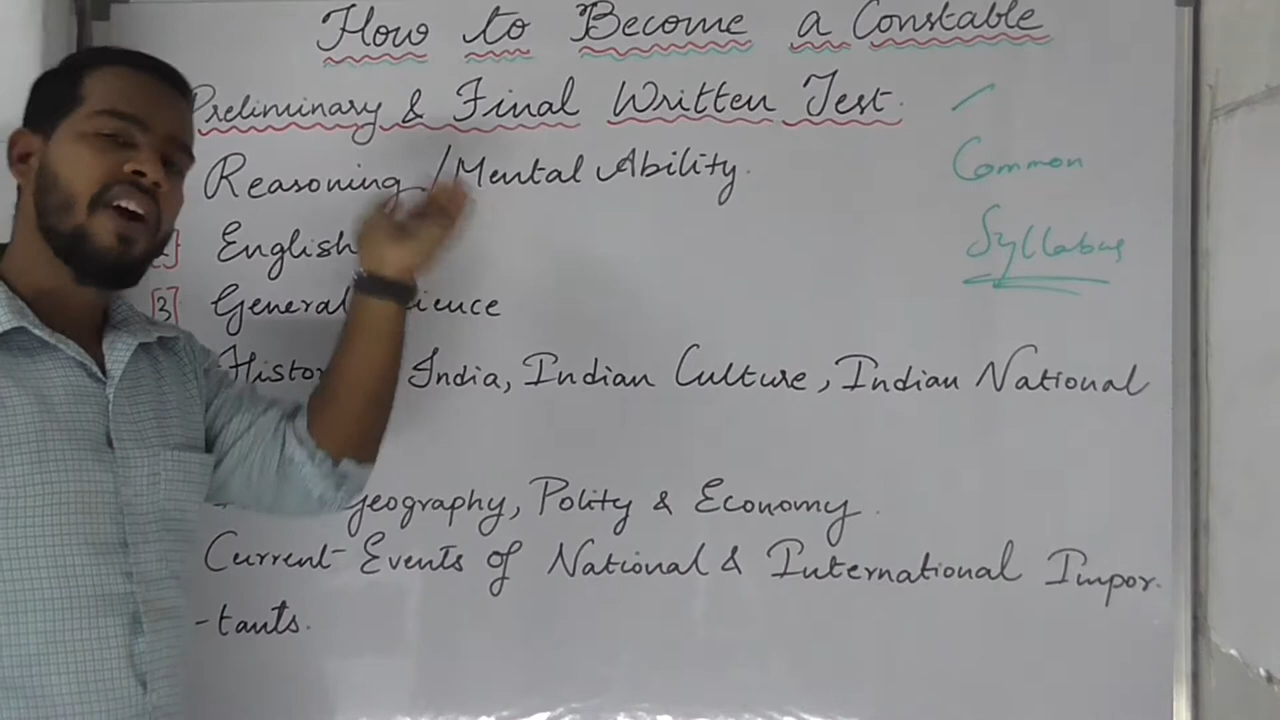 How to Become a Constable
Preliminary & Final Written Test.
Common
Syllabus
Reasoning / Mental Ability.
English
[3] General
History India, Indian Culture, Indian National
Geography, Polity & Economy.
Current Events of National & International Impor.
-tants.